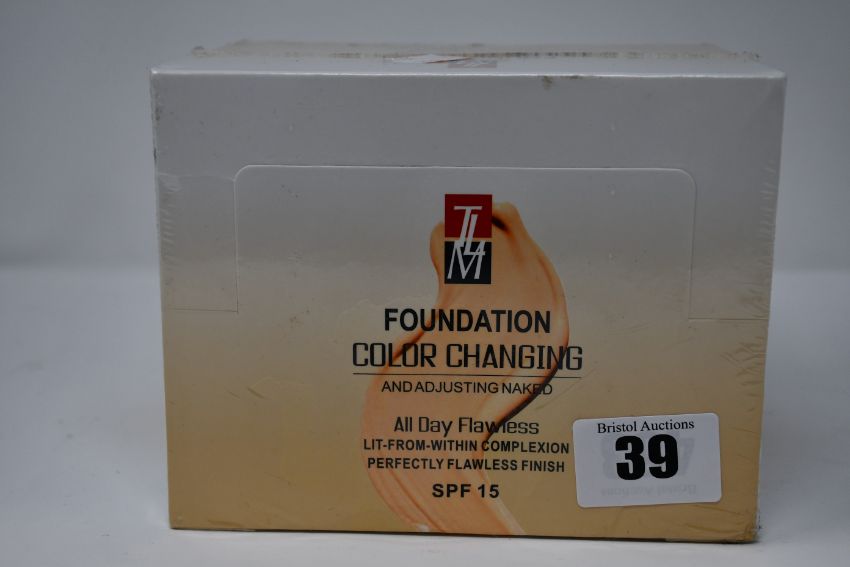 TLM
FOUNDATION
COLOR CHANGING
AND ADJUSTING NAKED
All Day Flawless
LIT-FROM-WITHIN COMPLEXION
PERFECTLY FLAWLESS FINISH
SPF 15
Bristol Auctions
39